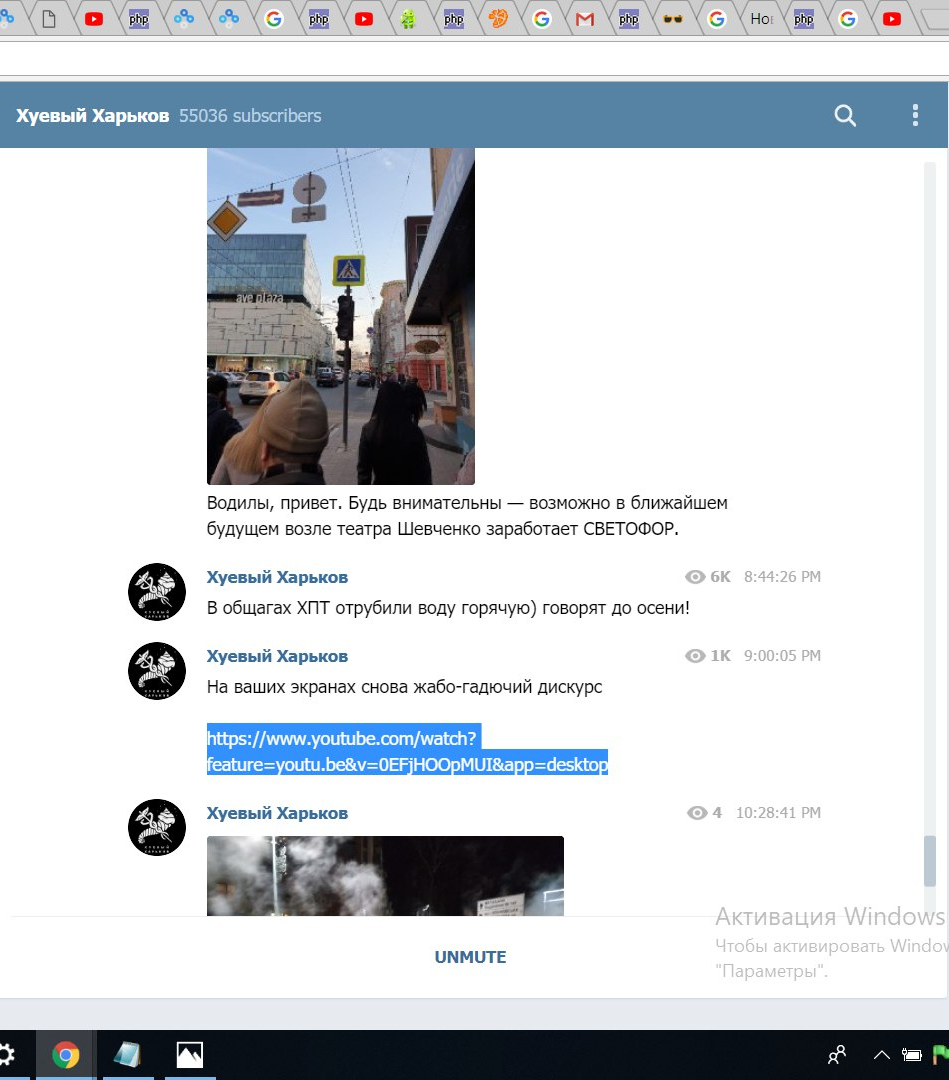 php
php
php
php
Но
php
Хуевый Харьков 55036 subscribers
ave plaza
Водилы, привет. Будь внимательны — возможно в ближайшем
будущем возле театра Шевченко заработает СВЕТОФОР.
Хуевый Харьков 6K 8:44:26 PM
В общагах ХПТ отрубили воду горячую) говорят до осени!
Хуевый Харьков 1K 9:00:05 PM
На ваших экранах снова жабо-гадючий дискурс
https://www.youtube.com/watch?
feature=youtu.be&v=0EFjHOOpMUI&app=desktop
Хуевый Харьков 4 10:28:41 PM
Активация Windows
Чтобы активировать Window
"Параметры".
UNMUTE